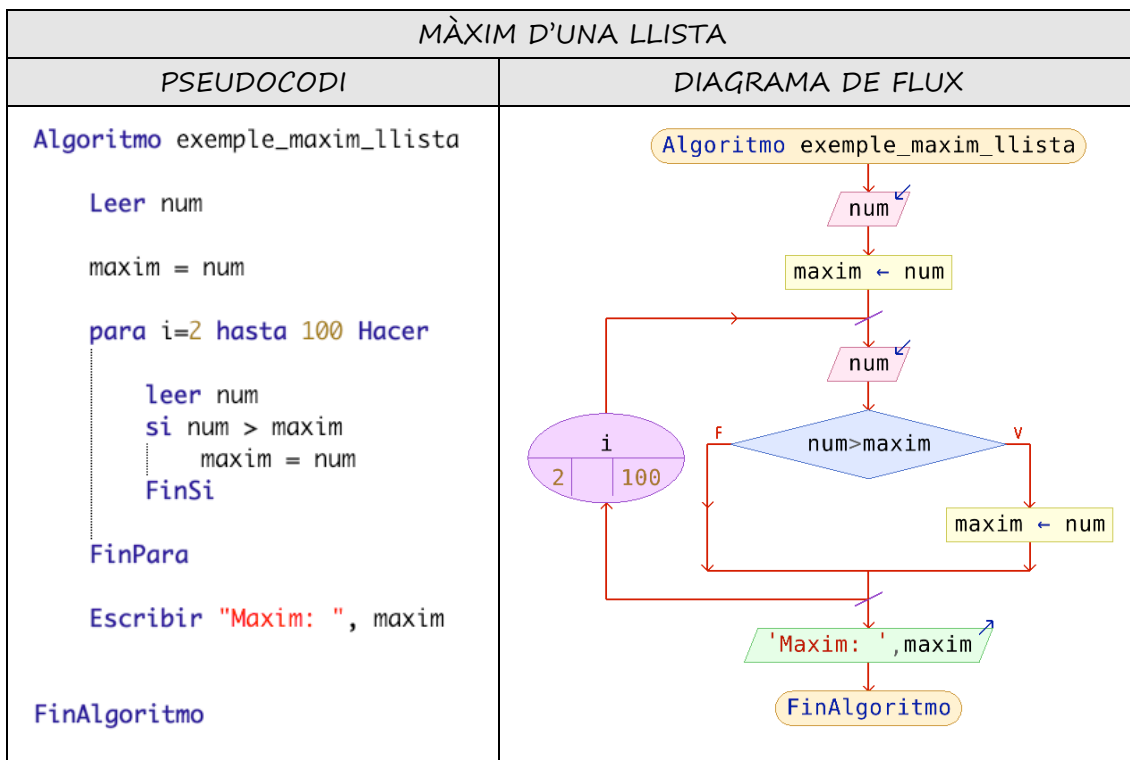 MÀXIM D'UNA LLISTA
PSEUDOCODI
DIAGRAMA DE FLUX
Algoritmo exemple_maxim_llista
Leer num
maxim = num
para i=2 hasta 100 Hacer
leer num
si num > maxim
maxim = num
FinSi
FinPara
Escribir "Maxim: ", maxim
FinAlgoritmo
Algoritmo exemple_maxim_llista
num
maxim ← num
num
num>maxim
F
V
i
2 100
maxim ← num
'Maxim: ',maxim
FinAlgoritmo